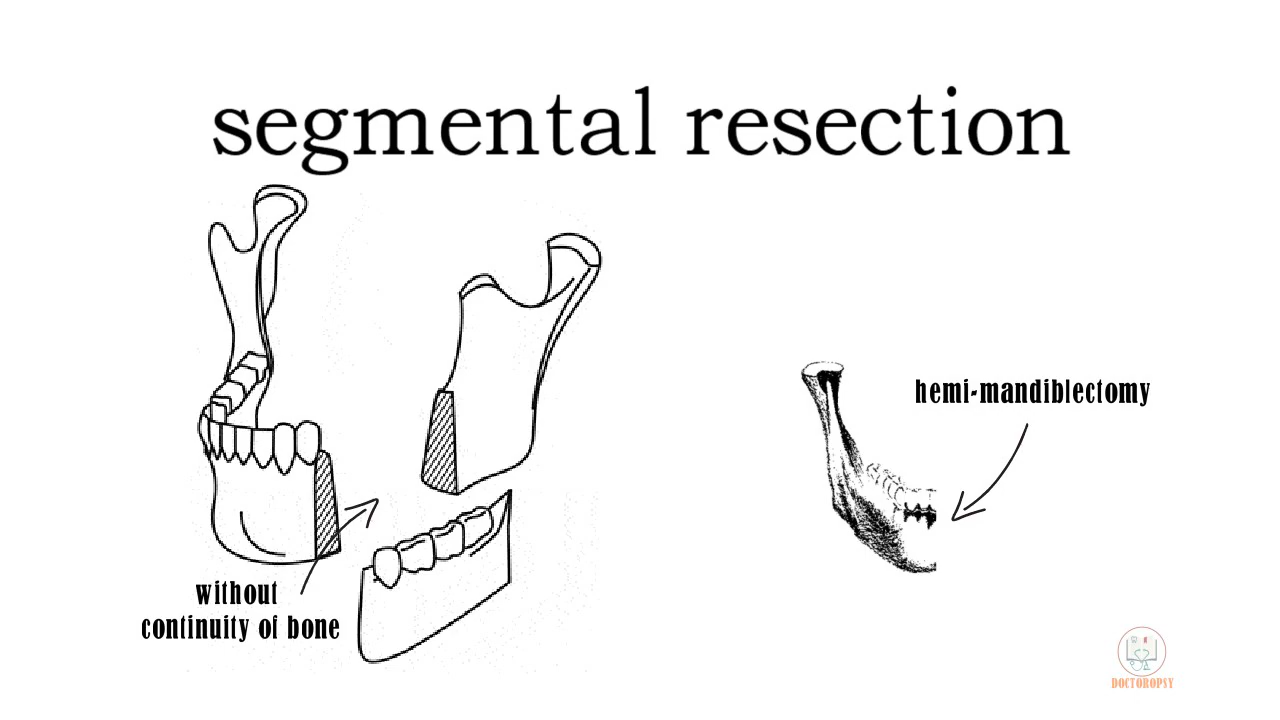 segmental resection
hemi-mandiblectomy
without
continuity of bone
DOCTOROPSY